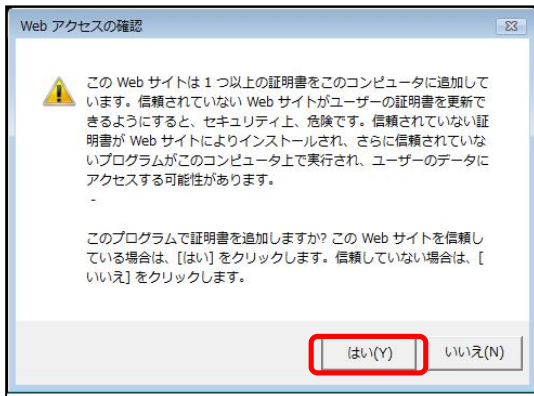 Web アクセスの確認
この Web サイトは 1 つ以上の証明書をこのコンピュータに追加して
います。信頼されていない Web サイトがユーザーの証明書を更新で
きるようにすると、セキュリティ上、危険です。信頼されていない証
明書が Web サイトによりインストールされ、さらに信頼されていな
いプログラムがこのコンピュータ上で実行され、ユーザーのデータに
アクセスする可能性があります。
-
このプログラムで証明書を追加しますか? この Web サイトを信頼し
ている場合は、[はい] をクリックします。信頼していない場合は、[
いいえ] をクリックします。
はい(Y) いいえ(N)